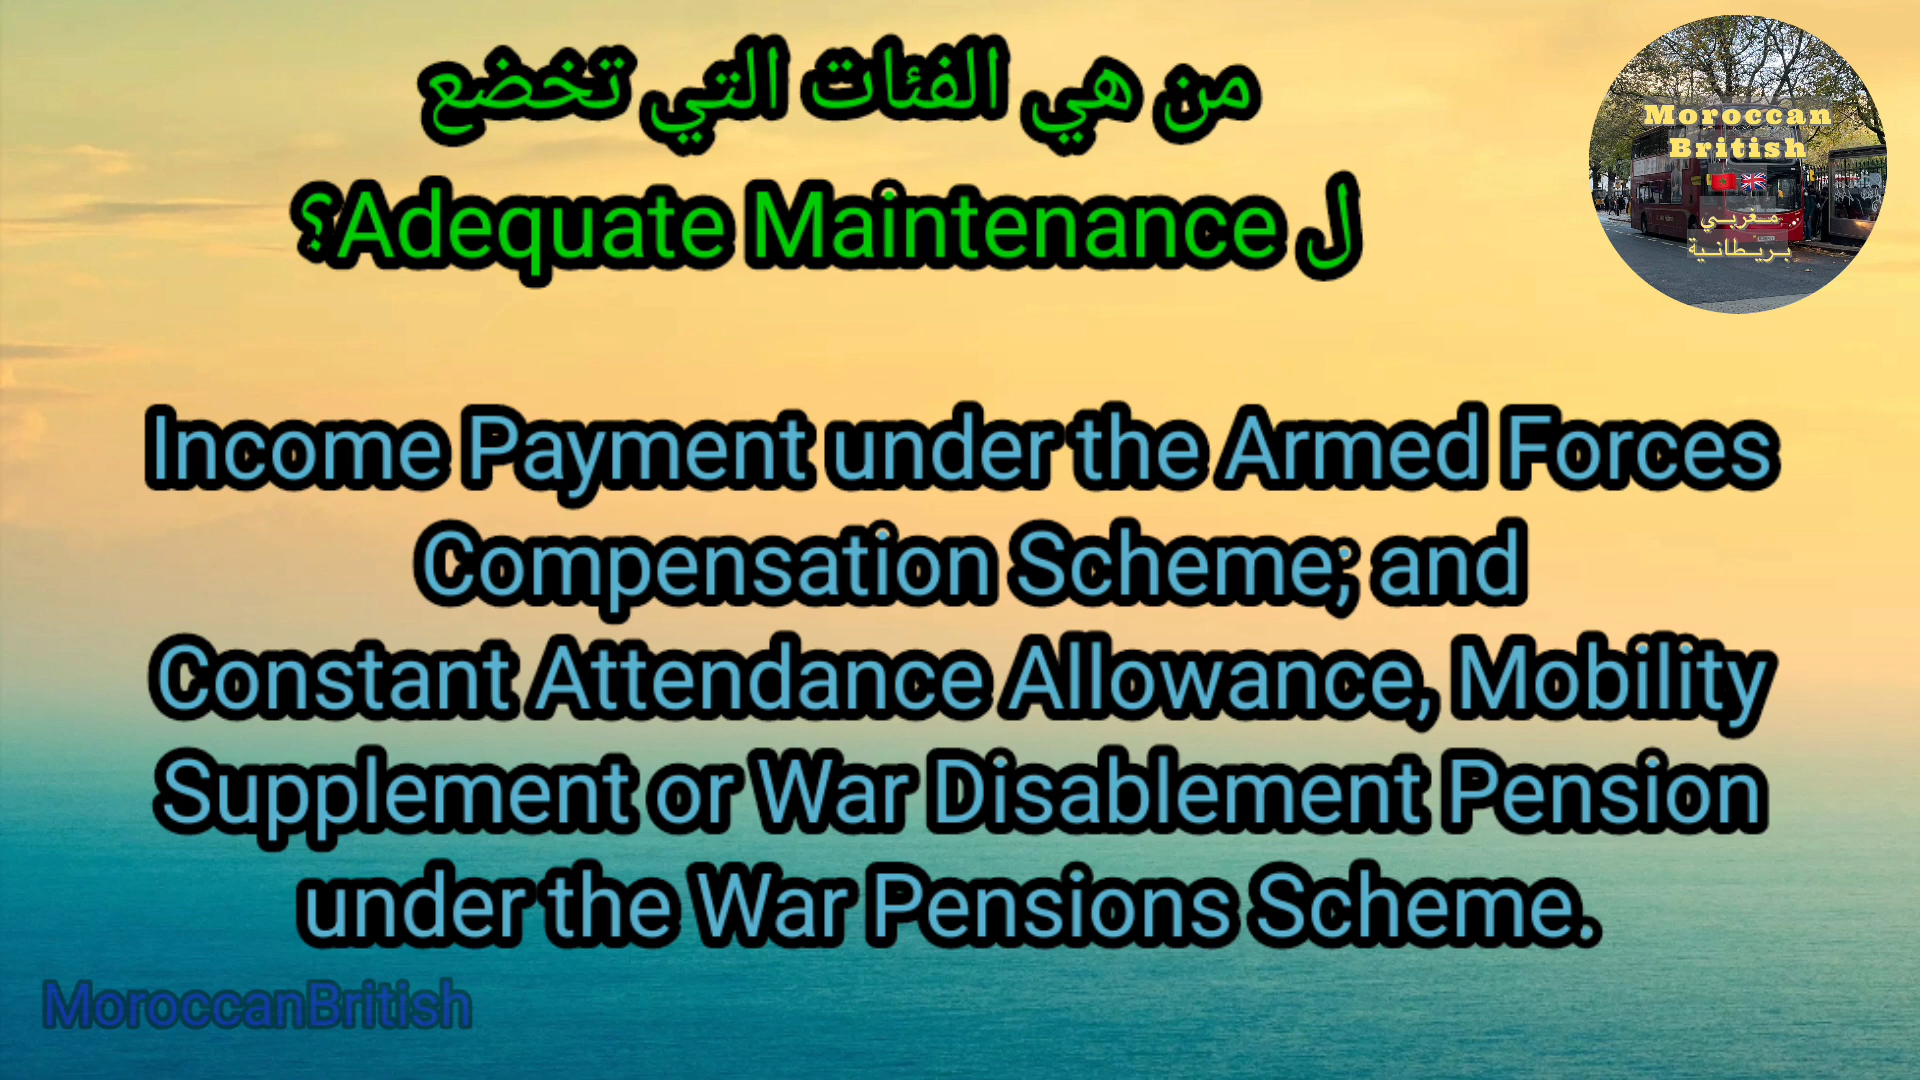 من هي الفئات التي تخضع
ل Adequate Maintenance؟
Moroccan
British
مغربي
بريطانية
Income Payment under the Armed Forces
Compensation Scheme; and
Constant Attendance Allowance, Mobility
Supplement or War Disablement Pension
under the War Pensions Scheme.
MoroccanBritish